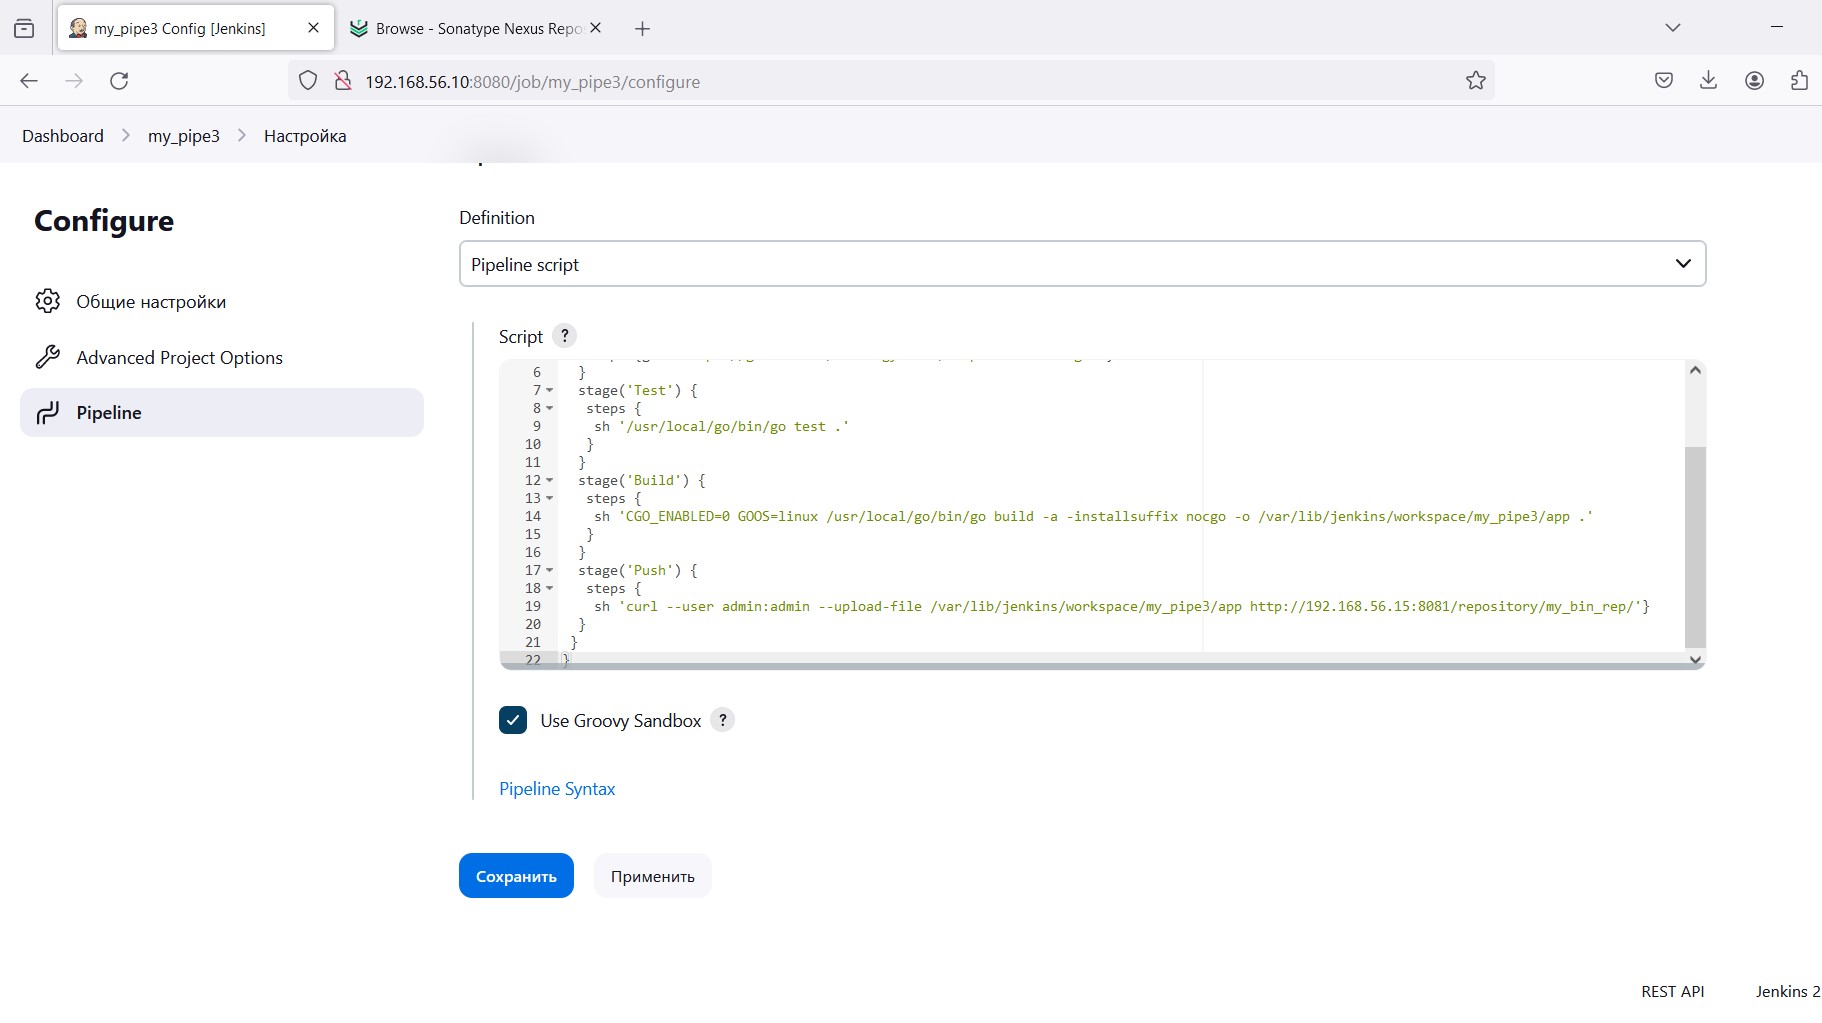 my_pipe3 Config [Jenkins]
Browse - Sonatype Nexus Repo
192.168.56.10:8080/job/my_pipe3/configure
Dashboard
my_pipe3
Настройка
Configure
Общие настройки
Advanced Project Options
Pipeline
Definition
Pipeline script
Script ?
6 }
7 stage('Test') {
8 steps {
9 sh '/usr/local/go/bin/go test .'
10 }
11 }
12 stage('Build') {
13 steps {
14 sh 'CGO_ENABLED=0 GOOS=linux /usr/local/go/bin/go build -a -installsuffix nocgo -o /var/lib/jenkins/workspace/my_pipe3/app .'
15 }
16 }
17 stage('Push') {
18 steps {
19 sh 'curl --user admin:admin --upload-file /var/lib/jenkins/workspace/my_pipe3/app http://192.168.56.15:8081/repository/my_bin_rep/'}
20 }
21 }
22 }
Use Groovy Sandbox ?
Pipeline Syntax
Сохранить
Применить
REST API
Jenkins 2